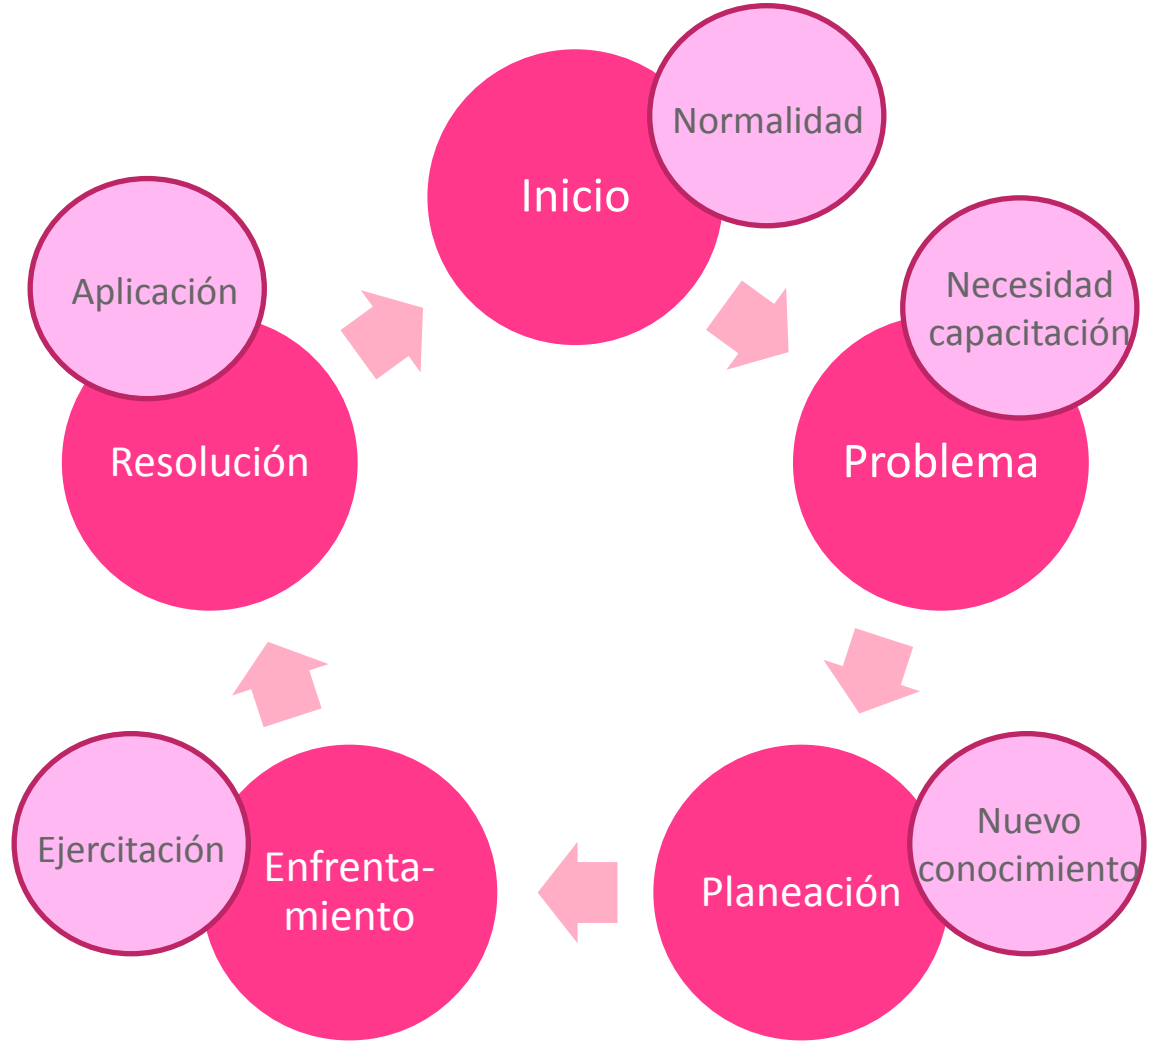 Normalidad
Inicio
Necesidad
capacitación
Problema
Nuevo
conocimiento
Planeación
Ejercitación
Enfrenta-
miento
Aplicación
Resolución